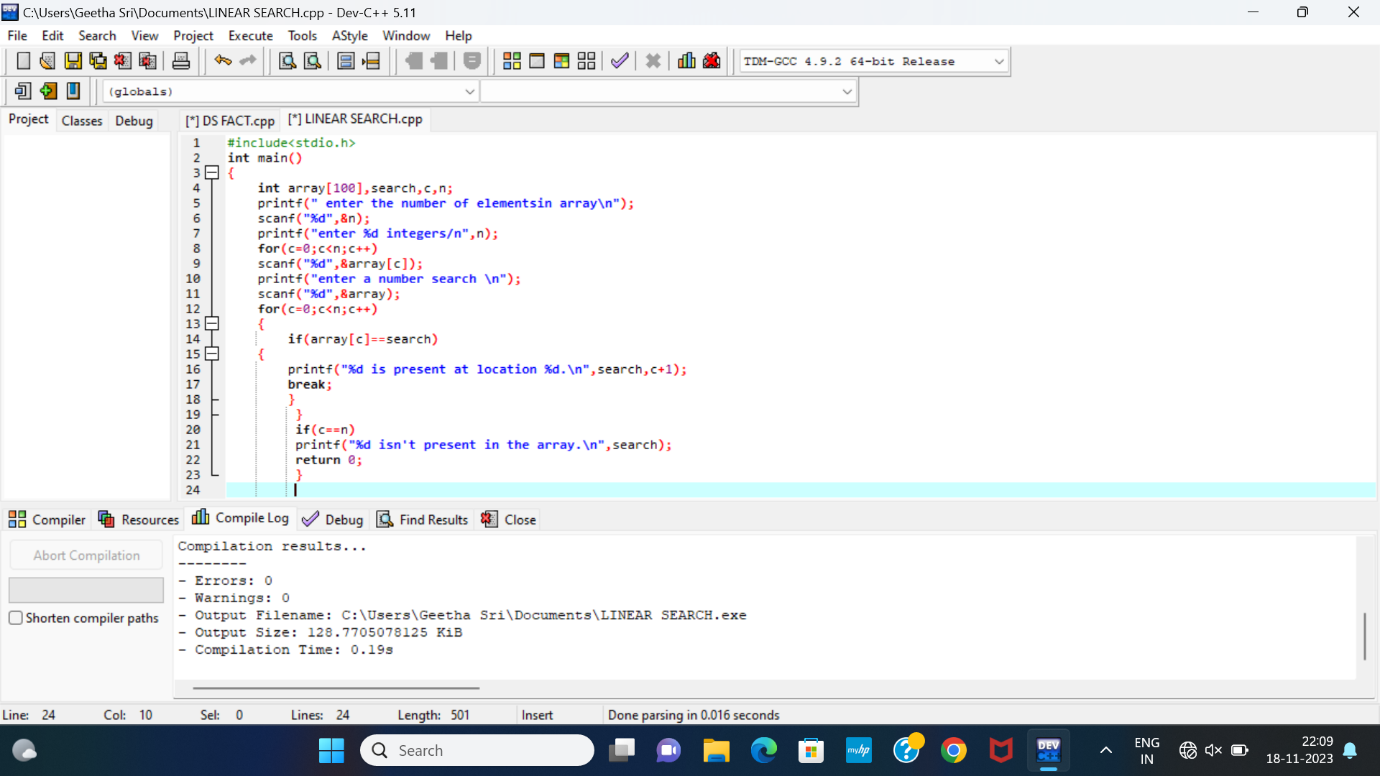 C:\Users\Geetha Sri\Documents\LINEAR SEARCH.cpp - Dev-C++ 5.11
File Edit Search View Project Execute Tools AStyle Window Help
TDM-GCC 4.9.2 64-bit Release
(globals)
Project Classes Debug [*] DS FACT.cpp [*] LINEAR SEARCH.cpp
1 #include<stdio.h>
2 int main()
3 {
4 int array[100],search,c,n;
5 printf(" enter the number of elementsin array\n");
6 scanf("%d",&n);
7 printf("enter %d integers/n",n);
8 for(c=0;c<n;c++)
9 scanf("%d",&array[c]);
10 printf("enter a number search \n");
11 scanf("%d",&array);
12 for(c=0;c<n;c++)
13 {
14 if(array[c]==search)
15 {
16 printf("%d is present at location %d.\n",search,c+1);
17 break;
18 }
19 }
20 if(c==n)
21 printf("%d isn't present in the array.\n",search);
22 return 0;
23 }
24
Compiler Resources Compile Log Debug Find Results Close
Abort Compilation
Shorten compiler paths
Compilation results...
--------
- Errors: 0
- Warnings: 0
- Output Filename: C:\Users\Geetha Sri\Documents\LINEAR SEARCH.exe
- Output Size: 128.7705078125 KiB
- Compilation Time: 0.19s
Line: 24 Col: 10 Sel: 0 Lines: 24 Length: 501 Insert Done parsing in 0.016 seconds
Search
myhp
DEV
ENG
IN
22:09
18-11-2023